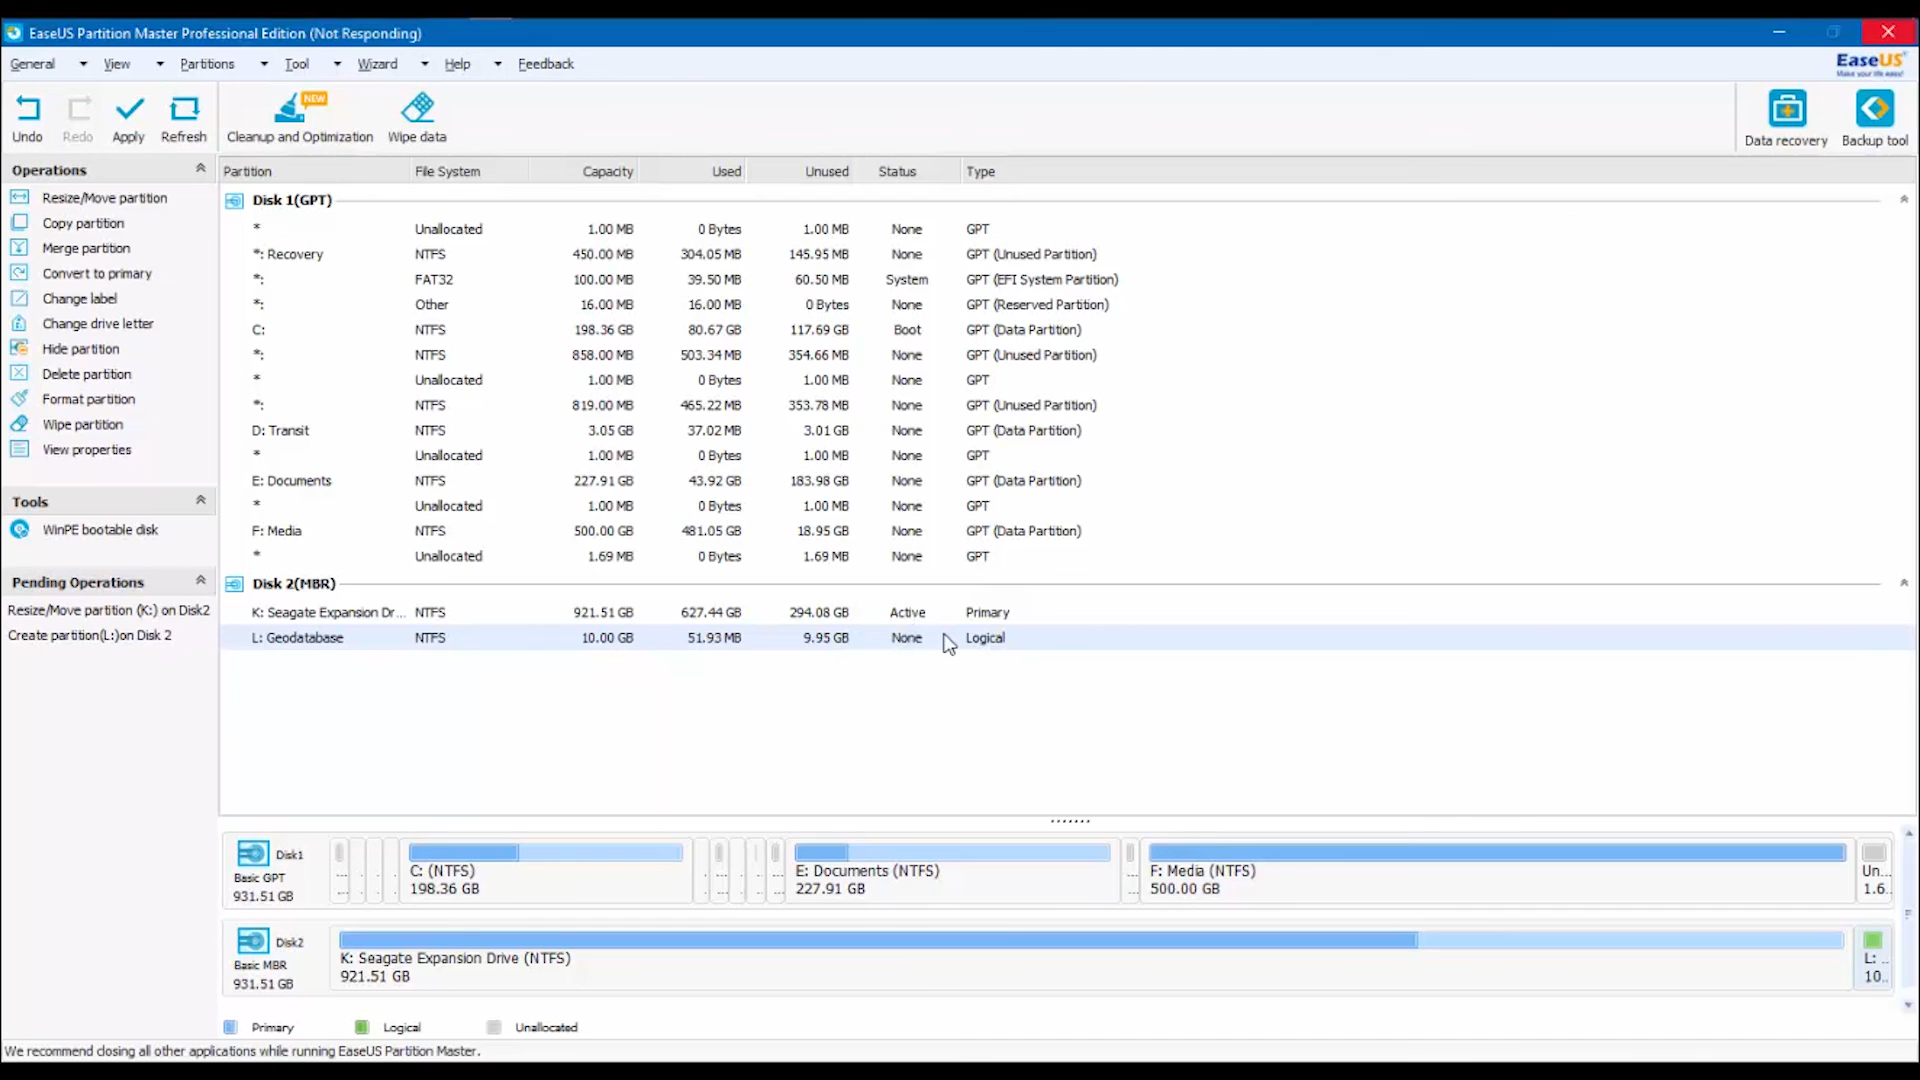 EaseUS Partition Master Professional Edition (Not Responding)
General View Partitions Tool Wizard Help Feedback
EaseUS
Make your life easy!
Undo Redo Apply Refresh Cleanup and Optimization NEW Wipe data Data recovery Backup tool
Operations
Resize/Move partition
Copy partition
Merge partition
Convert to primary
Change label
Change drive letter
Hide partition
Delete partition
Format partition
Wipe partition
View properties
Tools
WinPE bootable disk
Pending Operations
Resize/Move partition (K:) on Disk2
Create partition(L:)on Disk 2
Partition File System Capacity Used Unused Status Type
Disk 1(GPT)
* Unallocated 1.00 MB 0 Bytes 1.00 MB None GPT
*: Recovery NTFS 450.00 MB 304.05 MB 145.95 MB None GPT (Unused Partition)
*: FAT32 100.00 MB 39.50 MB 60.50 MB System GPT (EFI System Partition)
*: Other 16.00 MB 16.00 MB 0 Bytes None GPT (Reserved Partition)
C: NTFS 198.36 GB 80.67 GB 117.69 GB Boot GPT (Data Partition)
*: NTFS 858.00 MB 503.34 MB 354.66 MB None GPT (Unused Partition)
* Unallocated 1.00 MB 0 Bytes 1.00 MB None GPT
*: NTFS 819.00 MB 465.22 MB 353.78 MB None GPT (Unused Partition)
D: Transit NTFS 3.05 GB 37.02 MB 3.01 GB None GPT (Data Partition)
* Unallocated 1.00 MB 0 Bytes 1.00 MB None GPT
E: Documents NTFS 227.91 GB 43.92 GB 183.98 GB None GPT (Data Partition)
* Unallocated 1.00 MB 0 Bytes 1.00 MB None GPT
F: Media NTFS 500.00 GB 481.05 GB 18.95 GB None GPT (Data Partition)
* Unallocated 1.69 MB 0 Bytes 1.69 MB None GPT
Disk 2(MBR)
K: Seagate Expansion Dr... NTFS 921.51 GB 627.44 GB 294.08 GB Active Primary
L: Geodatabase NTFS 10.00 GB 51.93 MB 9.95 GB None Logical
Disk1
Basic GPT
931.51 GB
C: (NTFS)
198.36 GB
E: Documents (NTFS)
227.91 GB
F: Media (NTFS)
500.00 GB
Un...
1.6..
Disk2
Basic MBR
931.51 GB
K: Seagate Expansion Drive (NTFS)
921.51 GB
L: ..
10..
Primary Logical Unallocated
We recommend closing all other applications while running EaseUS Partition Master.